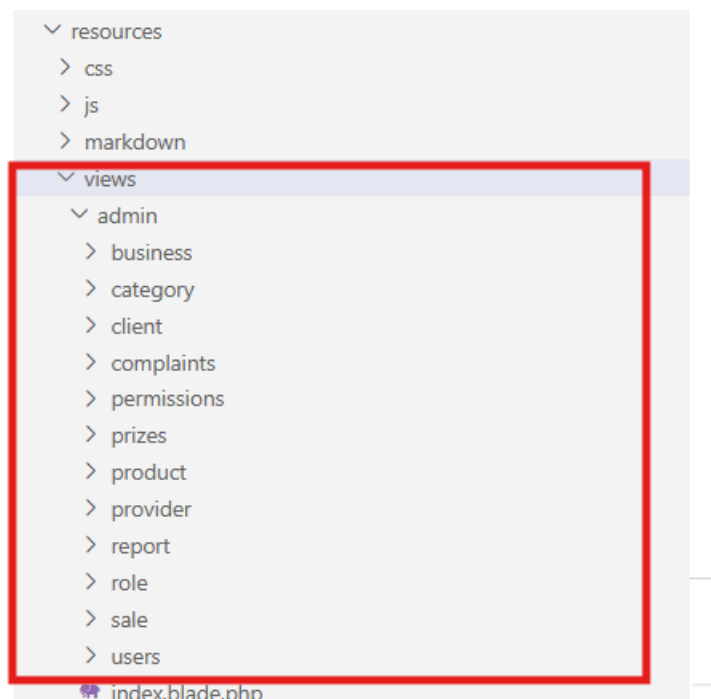 resources
css
js
markdown
views
admin
business
category
client
complaints
permissions
prizes
product
provider
report
role
sale
users
index.blade.php